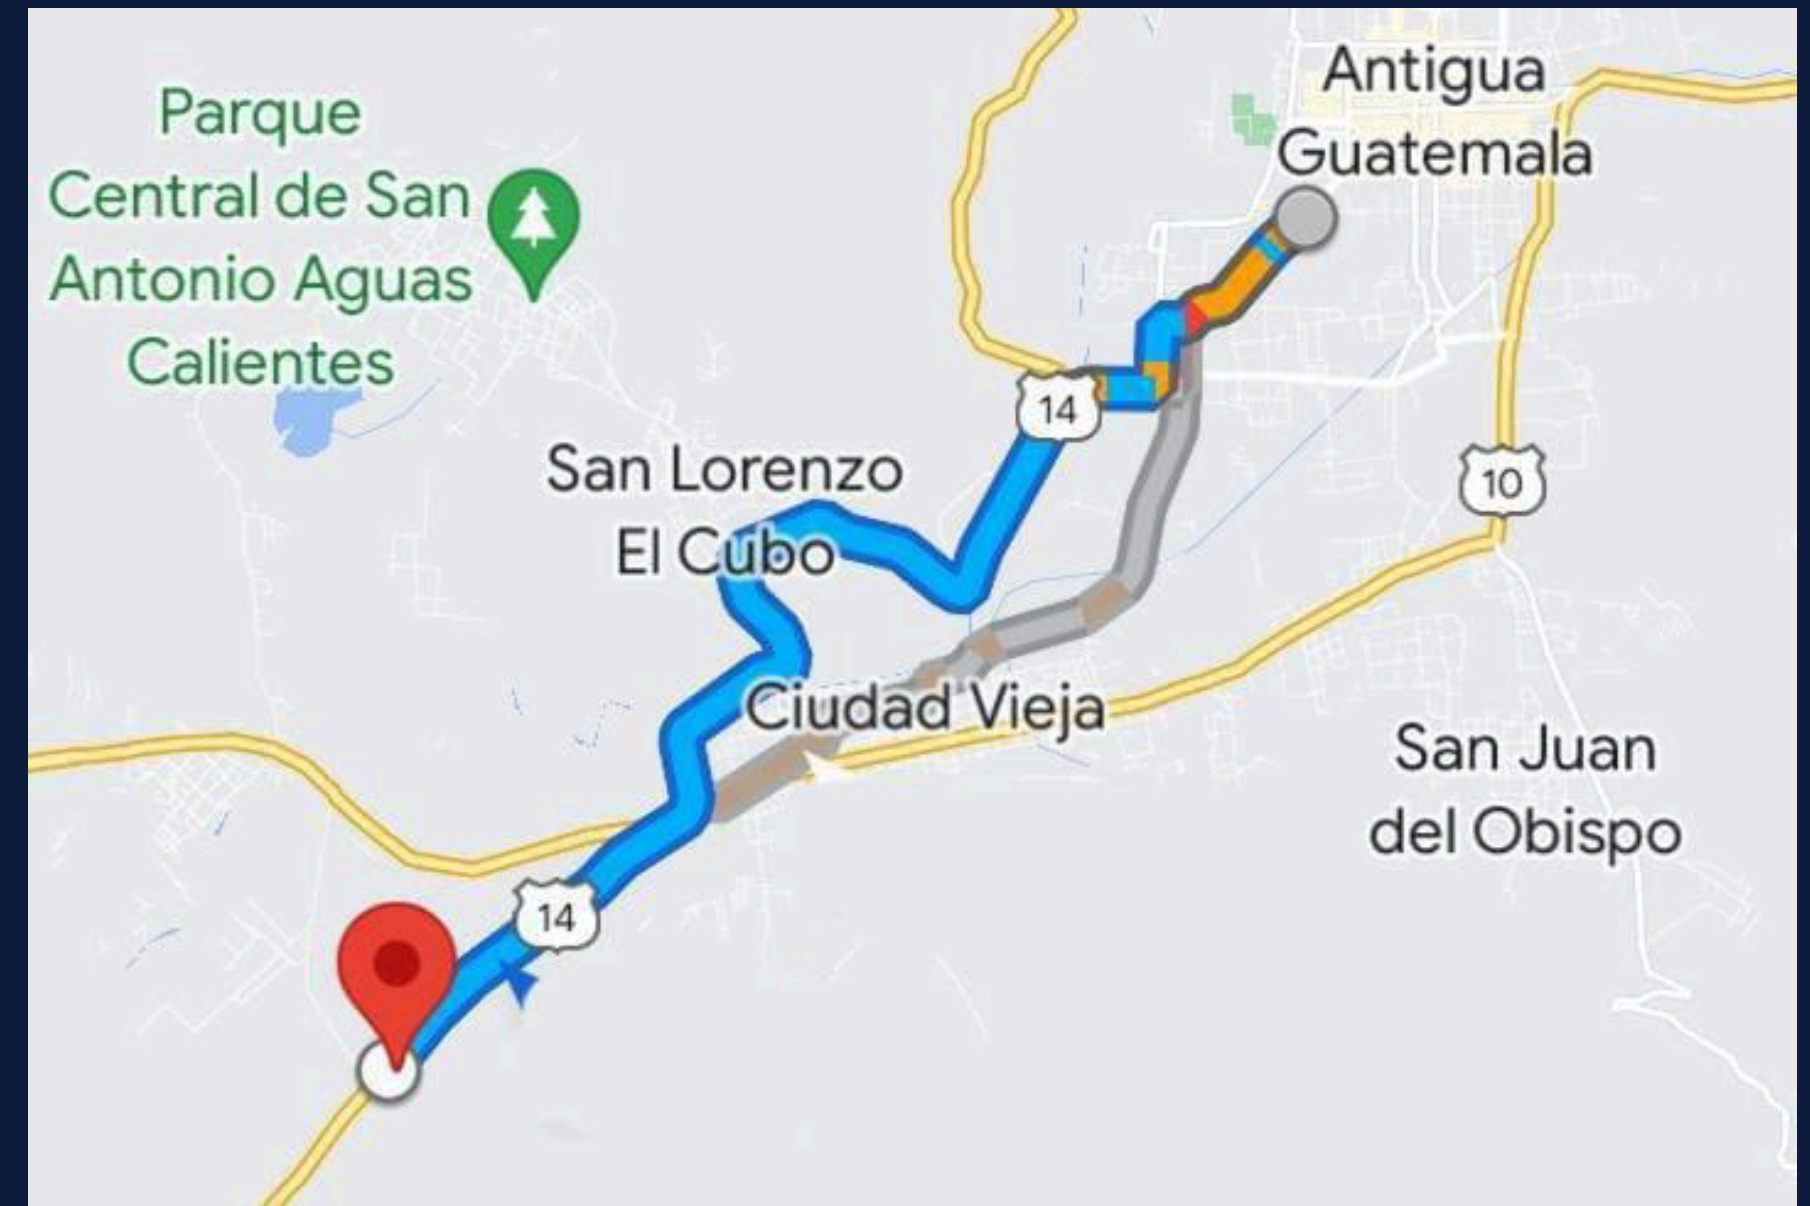 Antigua
Guatemala
Parque
Central de San
Antonio Aguas
Calientes
14
San Lorenzo
El Cubo
10
Ciudad Vieja
San Juan
del Obispo
14